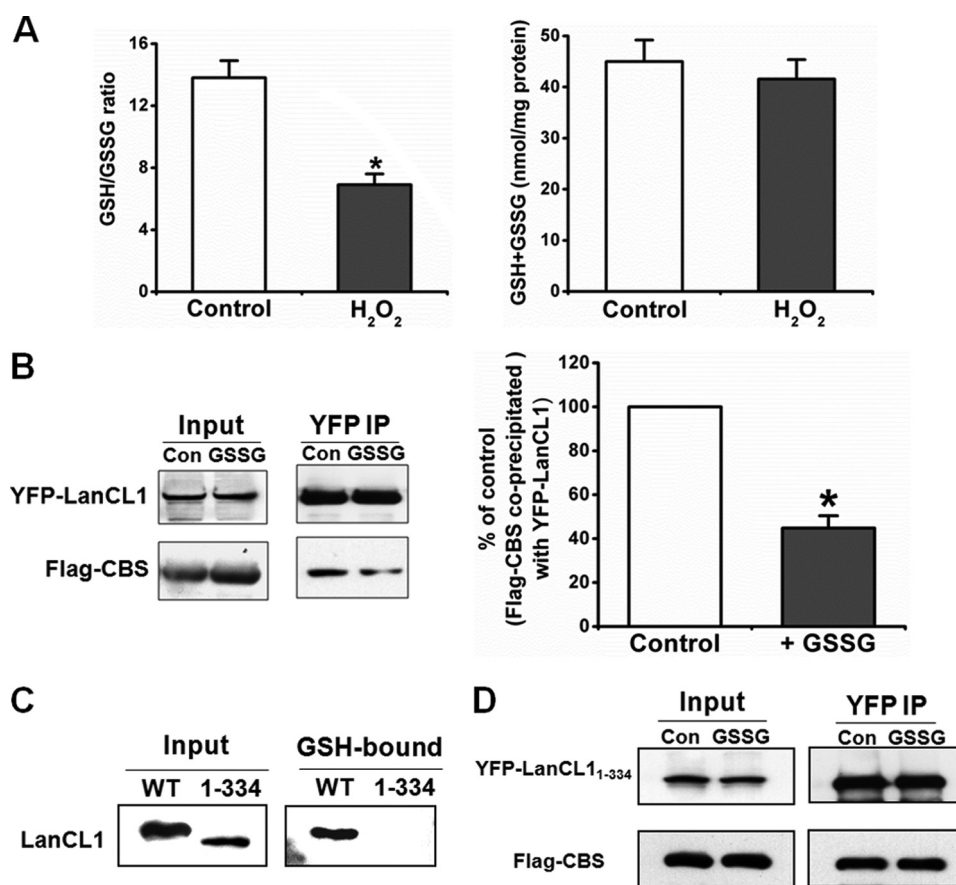 A
GSH/GSSG ratio
16
12
8
4
0
Control
H₂O₂
*
GSH+GSSG (nmol/mg protein)
50
40
30
20
10
0
Control
H₂O₂
B
Input
YFP IP
Con GSSG
Con GSSG
YFP-LanCL1
Flag-CBS
% of control
(Flag-CBS co-precipitated )
with YFP-LanCL1)
120
100
80
60
40
20
0
*
Control
+ GSSG
C
Input
GSH-bound
WT 1-334
WT 1-334
LanCL1
D
Input
YFP IP
Con GSSG
Con GSSG
YFP-LanCL1₁₋₃₃₄
Flag-CBS